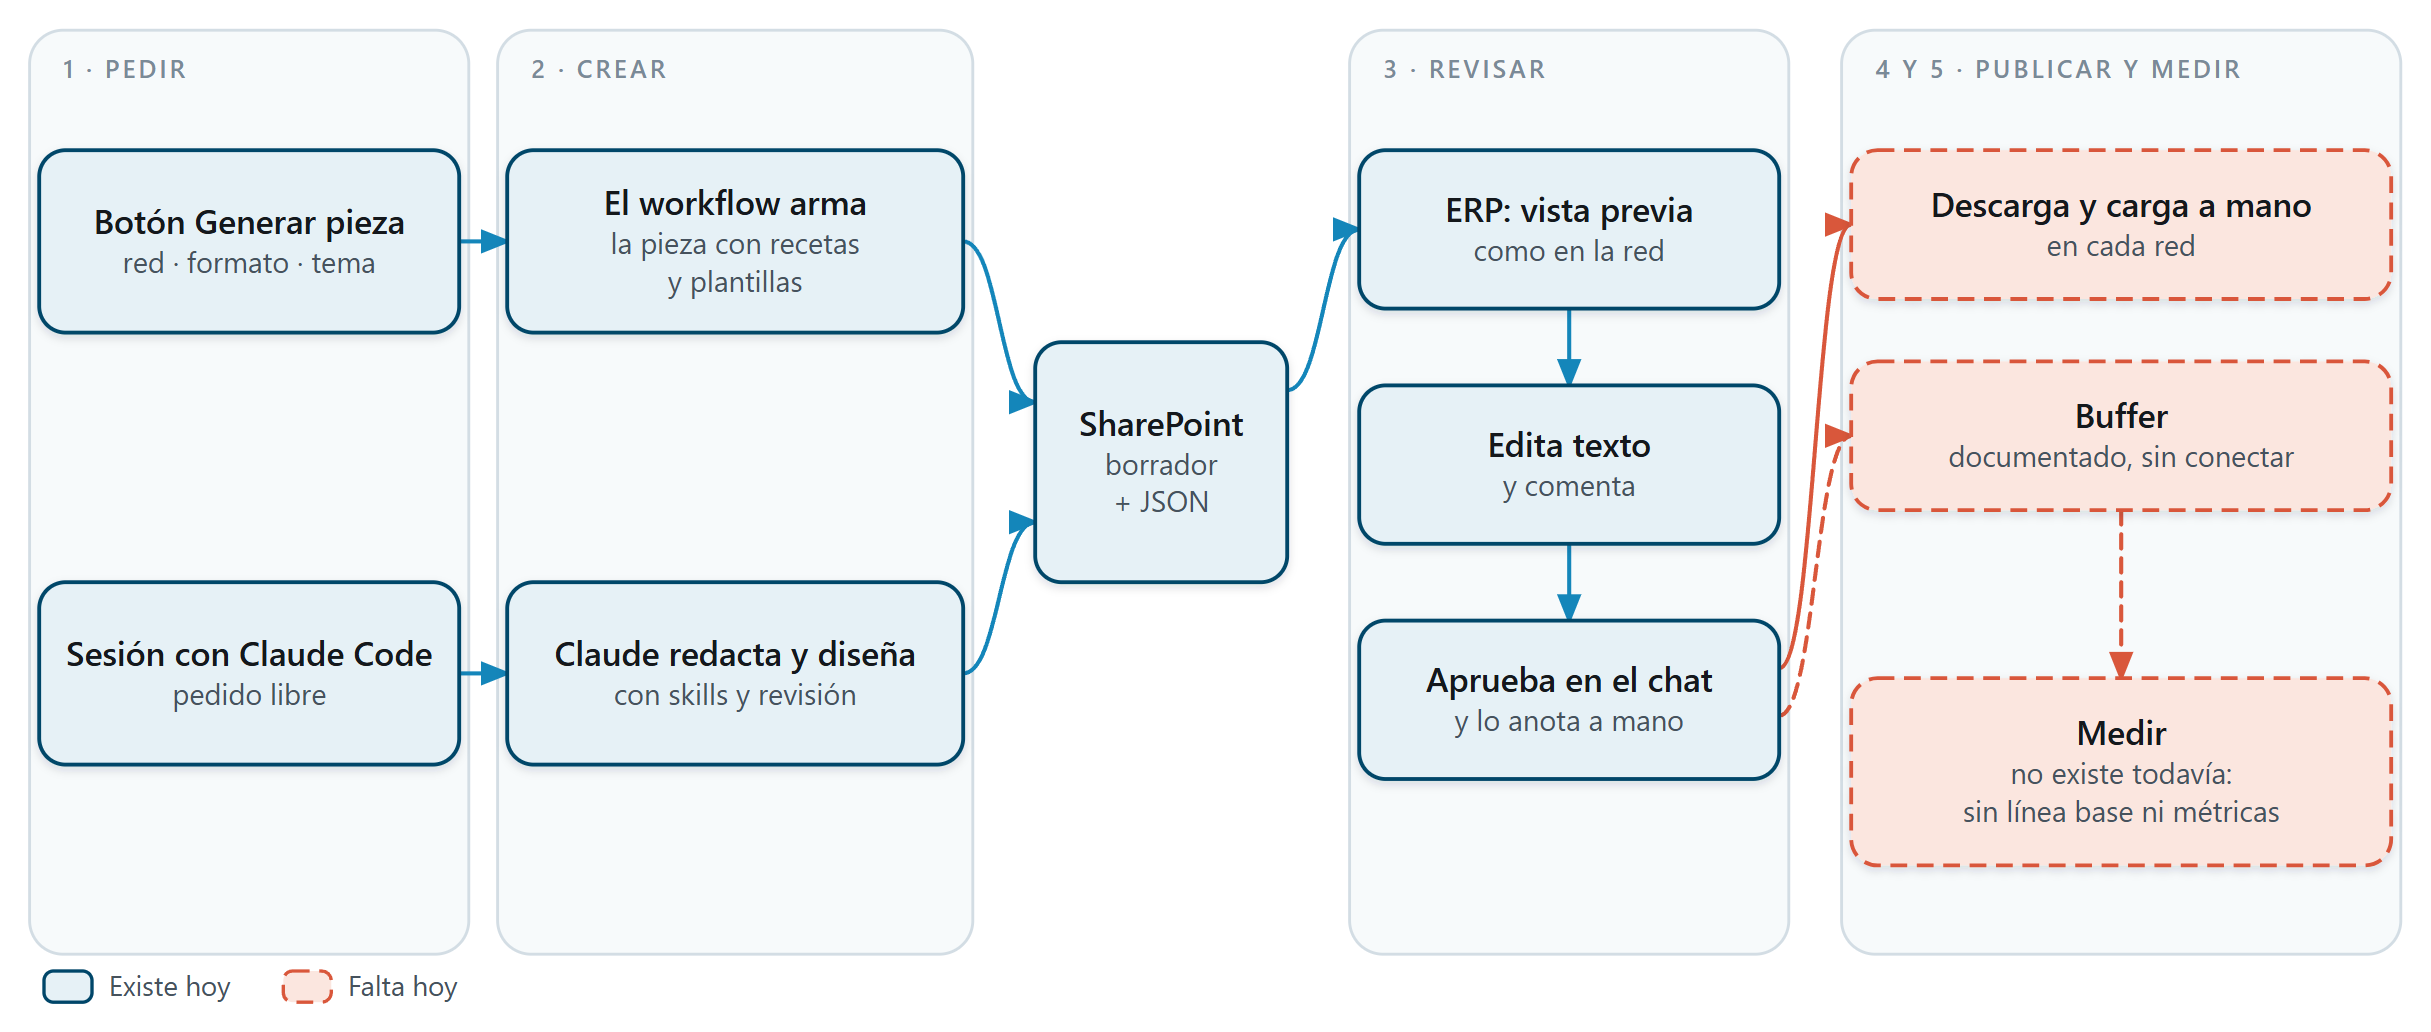 1 · PEDIR
Botón Generar pieza
red · formato · tema
Sesión con Claude Code
pedido libre
2 · CREAR
El workflow arma
la pieza con recetas
y plantillas
Claude redacta y diseña
con skills y revisión
SharePoint
borrador
+ JSON
3 · REVISAR
ERP: vista previa
como en la red
Edita texto
y comenta
Aprueba en el chat
y lo anota a mano
4 Y 5 · PUBLICAR Y MEDIR
Descarga y carga a mano
en cada red
Buffer
documentado, sin conectar
Medir
no existe todavía:
sin línea base ni métricas
Existe hoy
Falta hoy